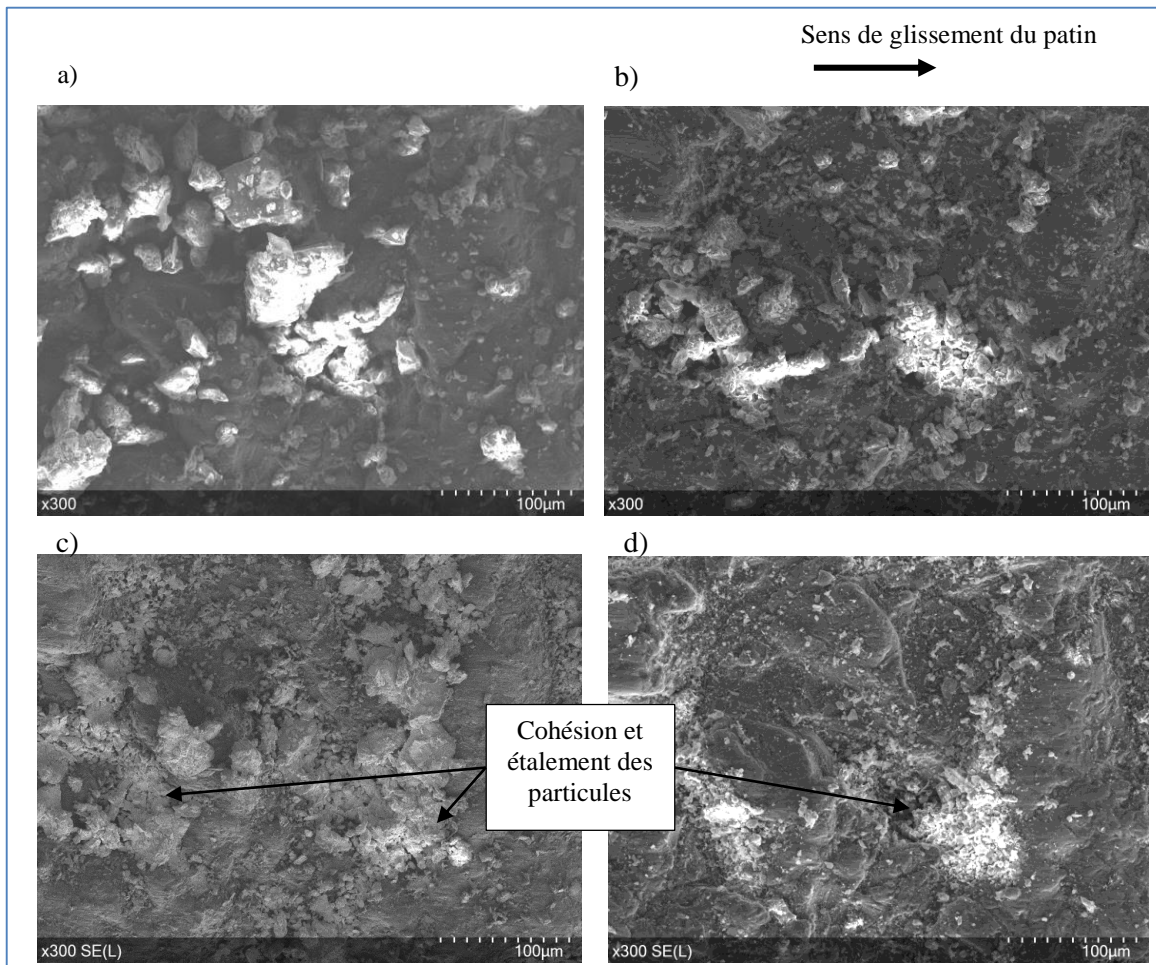 Sens de glissement du patin
a)
b)
x300
100µm
x300
100µm
c)
d)
Cohésion et
étalement des
particules
x300 SE(L)
100µm
x300 SE(L)
100µm